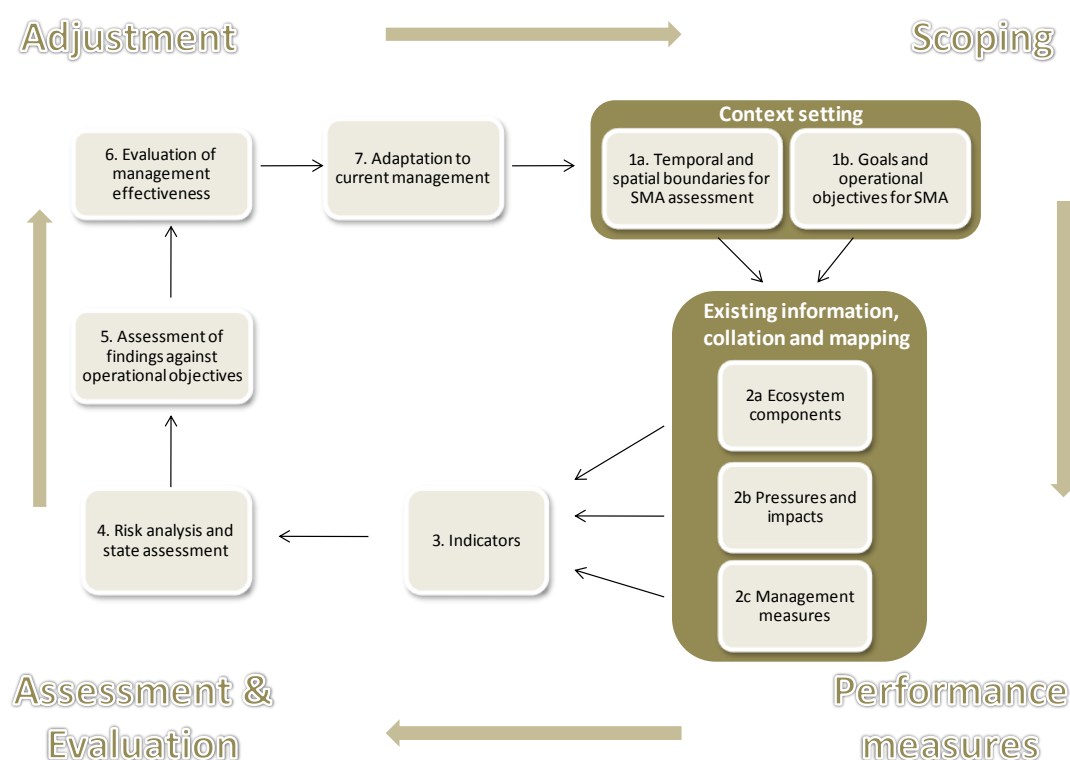 Adjustment
Scoping
Context setting
1a. Temporal and
spatial boundaries for
SMA assessment
1b. Goals and
operational
objectives for SMA
6. Evaluation of
management
effectiveness
7. Adaptation to
current management
Existing information,
collation and mapping
2a Ecosystem
components
2b Pressures and
impacts
2c Management
measures
3. Indicators
4. Risk analysis and
state assessment
5. Assessment of
findings against
operational objectives
Assessment &
Evaluation
Performance
measures